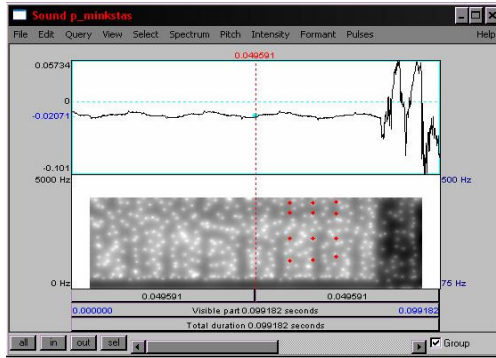 Sound p_minkstas
File Edit Query View Select Spectrum Pitch Intensity Formant Pulses Help
0.049591
0.05734
0
-0.02071
-0.101
5000 Hz
500 Hz
0 Hz
75 Hz
0.049591 0.049591
0.000000 Visible part 0.099182 seconds 0.099182
Total duration 0.099182 seconds
all in out sel Group